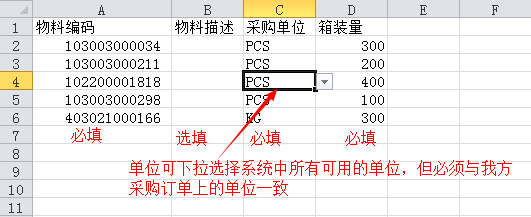 A B C D E F
1 物料编码 物料描述 采购单位 箱装量
2 103003000034 PCS 300
3 103003000211 PCS 200
4 102200001818 PCS 400
5 103003000298 PCS 100
6 403021000166 KG 300
7 必填 选填 必填 必填
8
9 单位可下拉选择系统中所有可用的单位，但必须与我方
10 采购订单上的单位一致